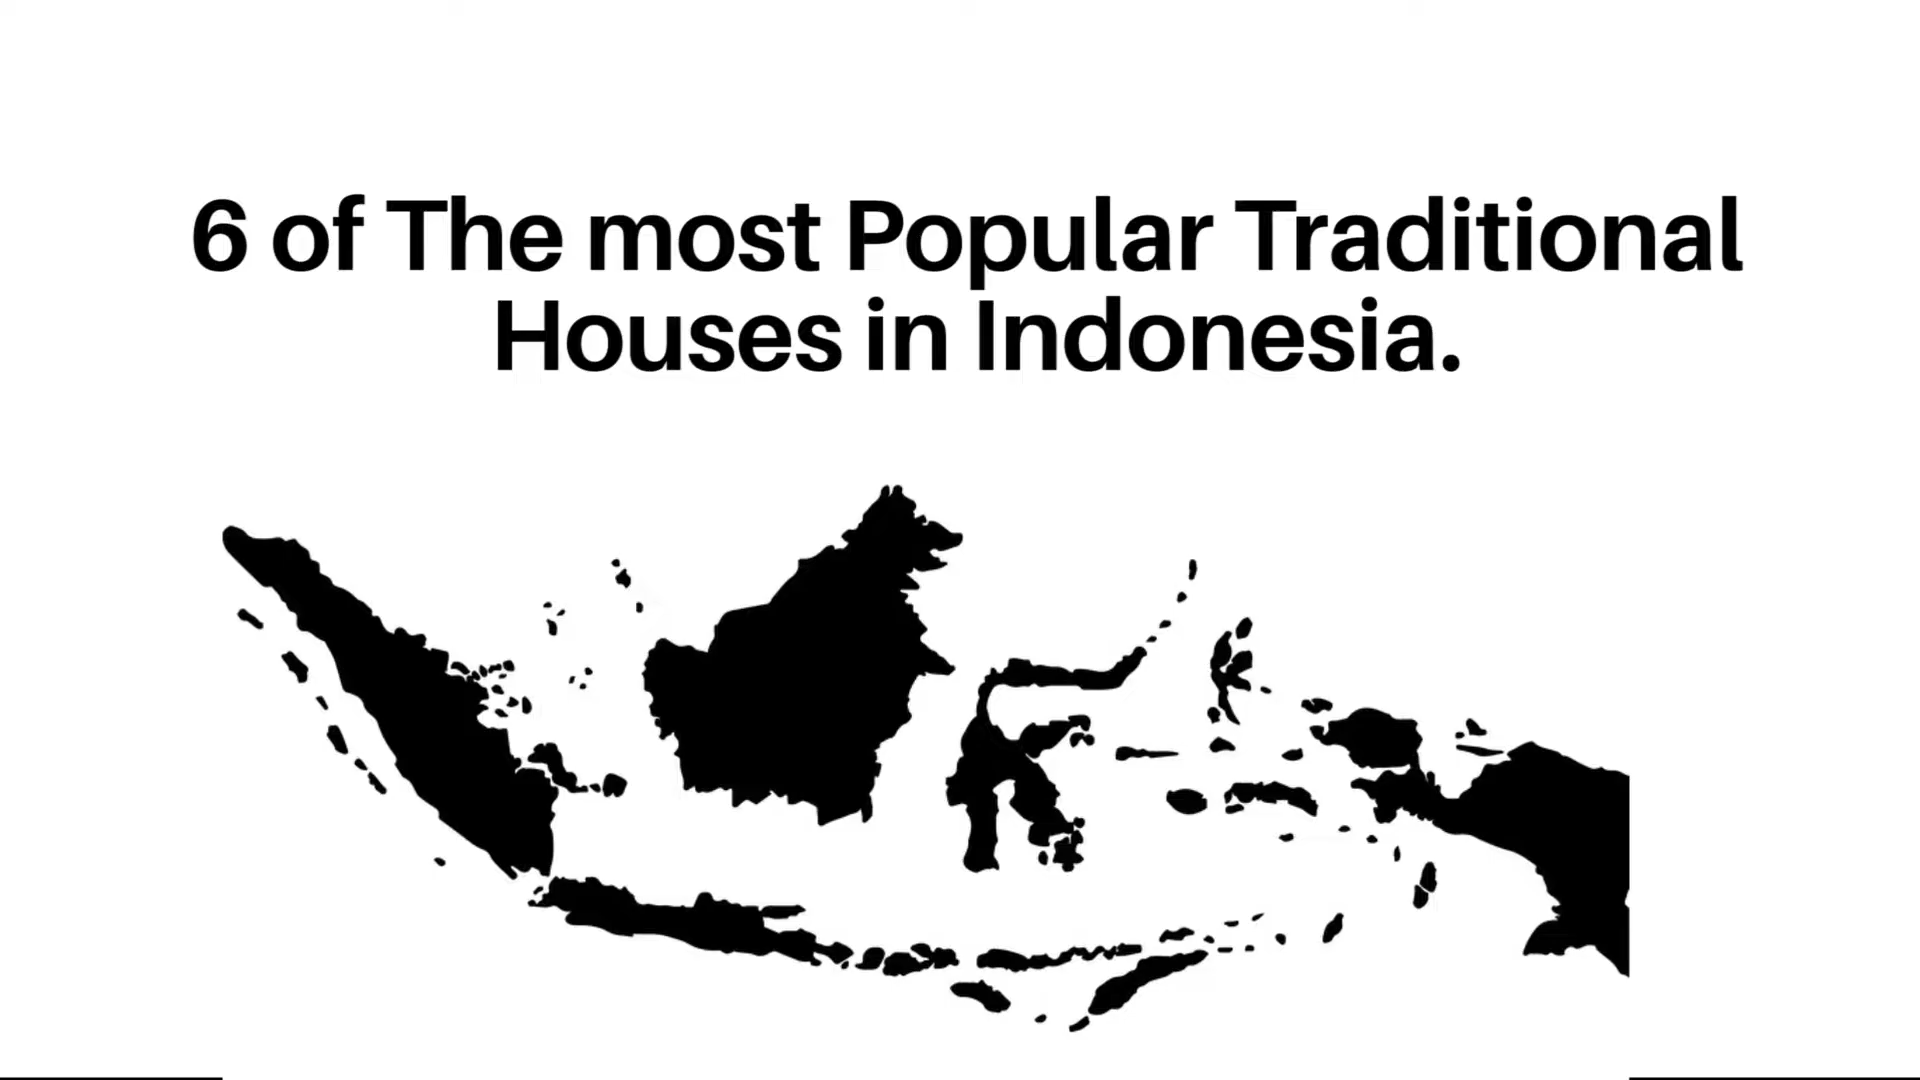 6 of The most Popular Traditional
Houses in Indonesia.